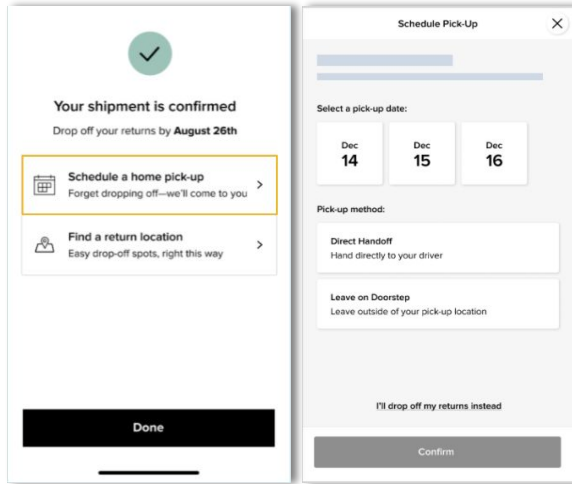 Your shipment is confirmed
Drop off your returns by August 26th
Schedule a home pick-up
Forget dropping off—we'll come to you
Find a return location
Easy drop-off spots, right this way
Done
Schedule Pick-Up
Select a pick-up date:
Dec Dec Dec
14 15 16
Pick-up method:
Direct Handoff
Hand directly to your driver
Leave on Doorstep
Leave outside of your pick-up location
I'll drop off my returns instead
Confirm